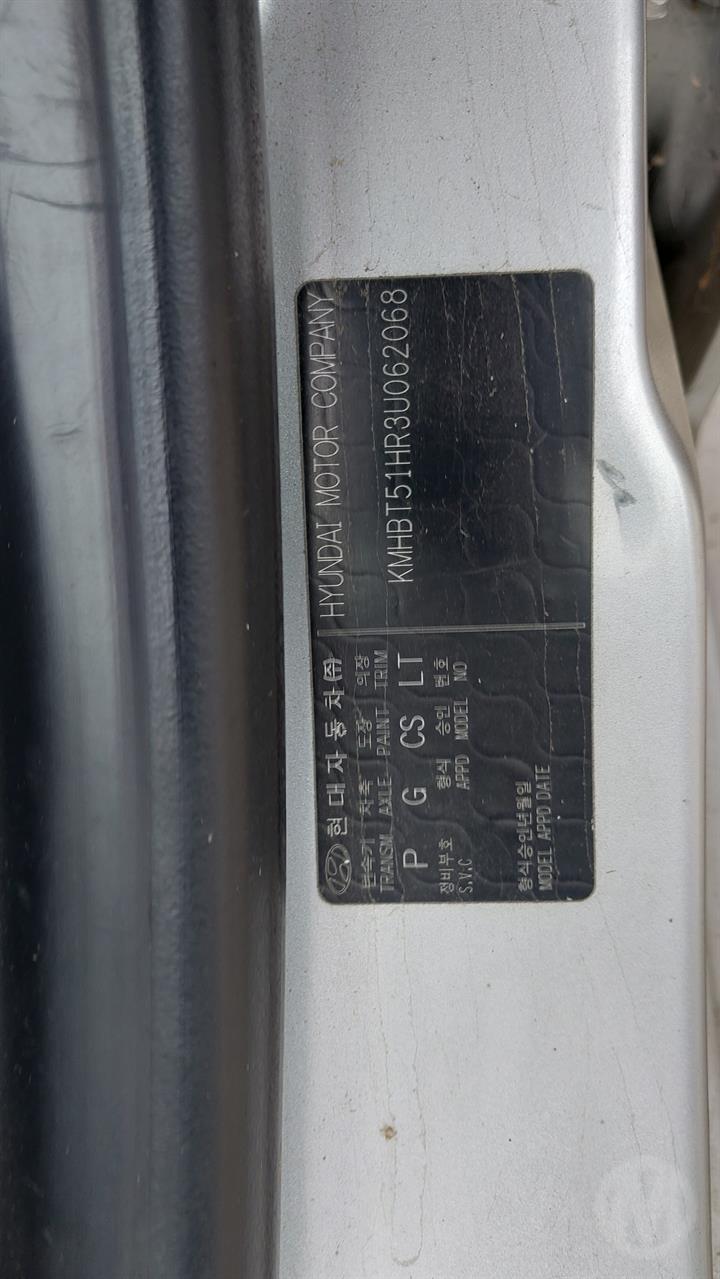 현대자동차(주) HYUNDAI MOTOR COMPANY
변속기 차축 도장 의장
TRANSM. AXLE PAINT TRIM
P G CS LT KMHBT51HR3U062068
정비부호 형식 승인 번호
S.V.C APPD MODEL NO
형식승인년월일
MODEL APPD DATE